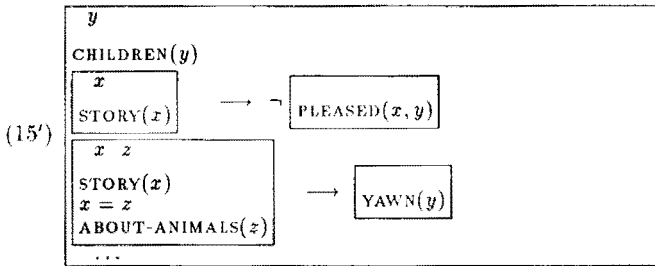 y
CHILDREN(y)
x
STORY(x) → ¬ PLEASED(x, y)
(15′)
x z
STORY(x)
x = z → YAWN(y)
ABOUT-ANIMALS(z)
...